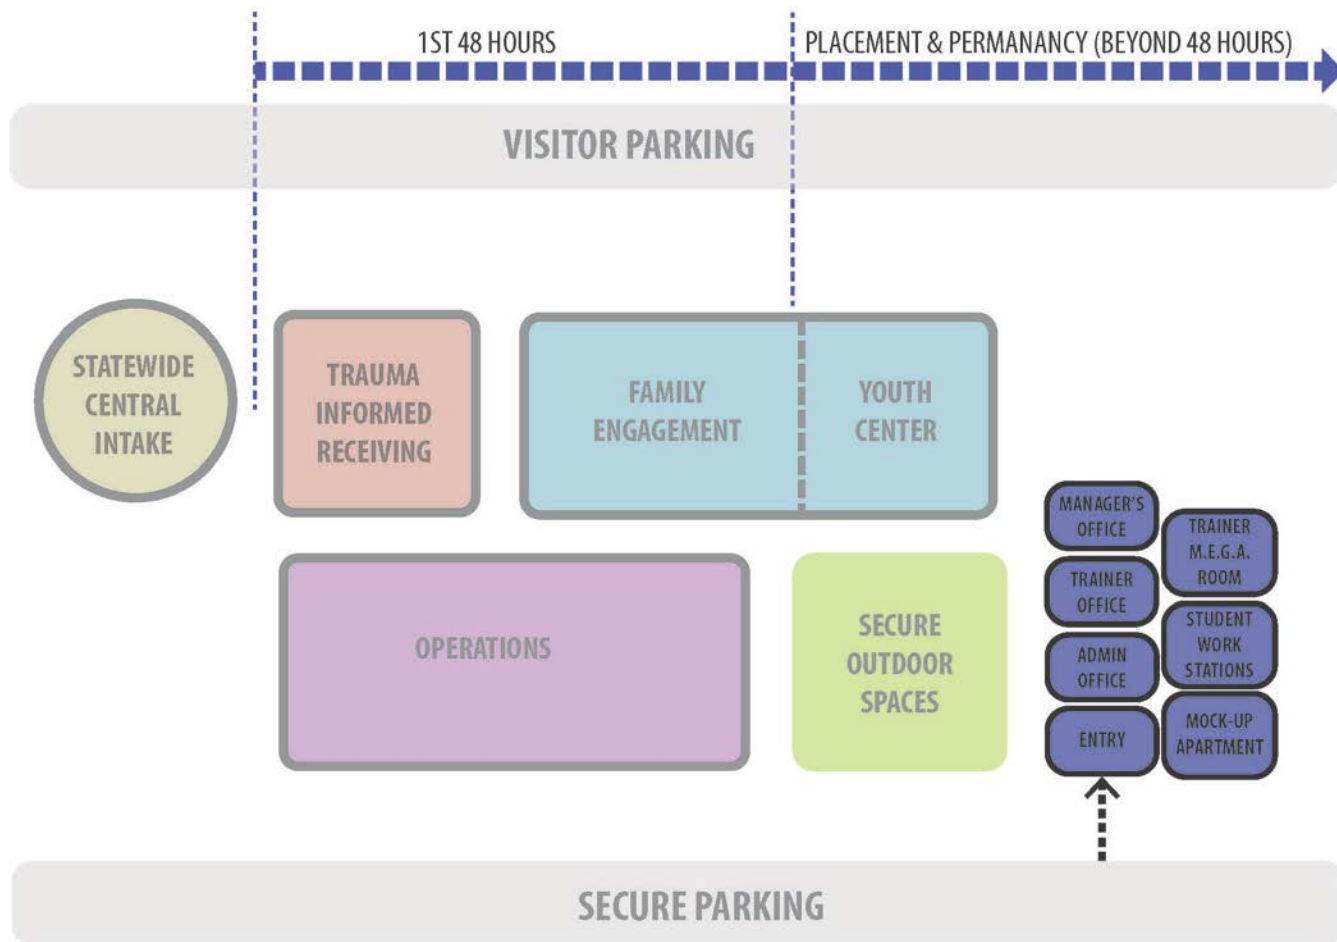 1ST 48 HOURS
PLACEMENT & PERMANANCY (BEYOND 48 HOURS)
VISITOR PARKING
STATEWIDE
CENTRAL
INTAKE
TRAUMA
INFORMED
RECEIVING
FAMILY
ENGAGEMENT
YOUTH
CENTER
OPERATIONS
SECURE
OUTDOOR
SPACES
MANAGER'S
OFFICE
TRAINER
OFFICE
ADMIN
OFFICE
ENTRY
TRAINER
M.E.G.A.
ROOM
STUDENT
WORK
STATIONS
MOCK-UP
APARTMENT
SECURE PARKING